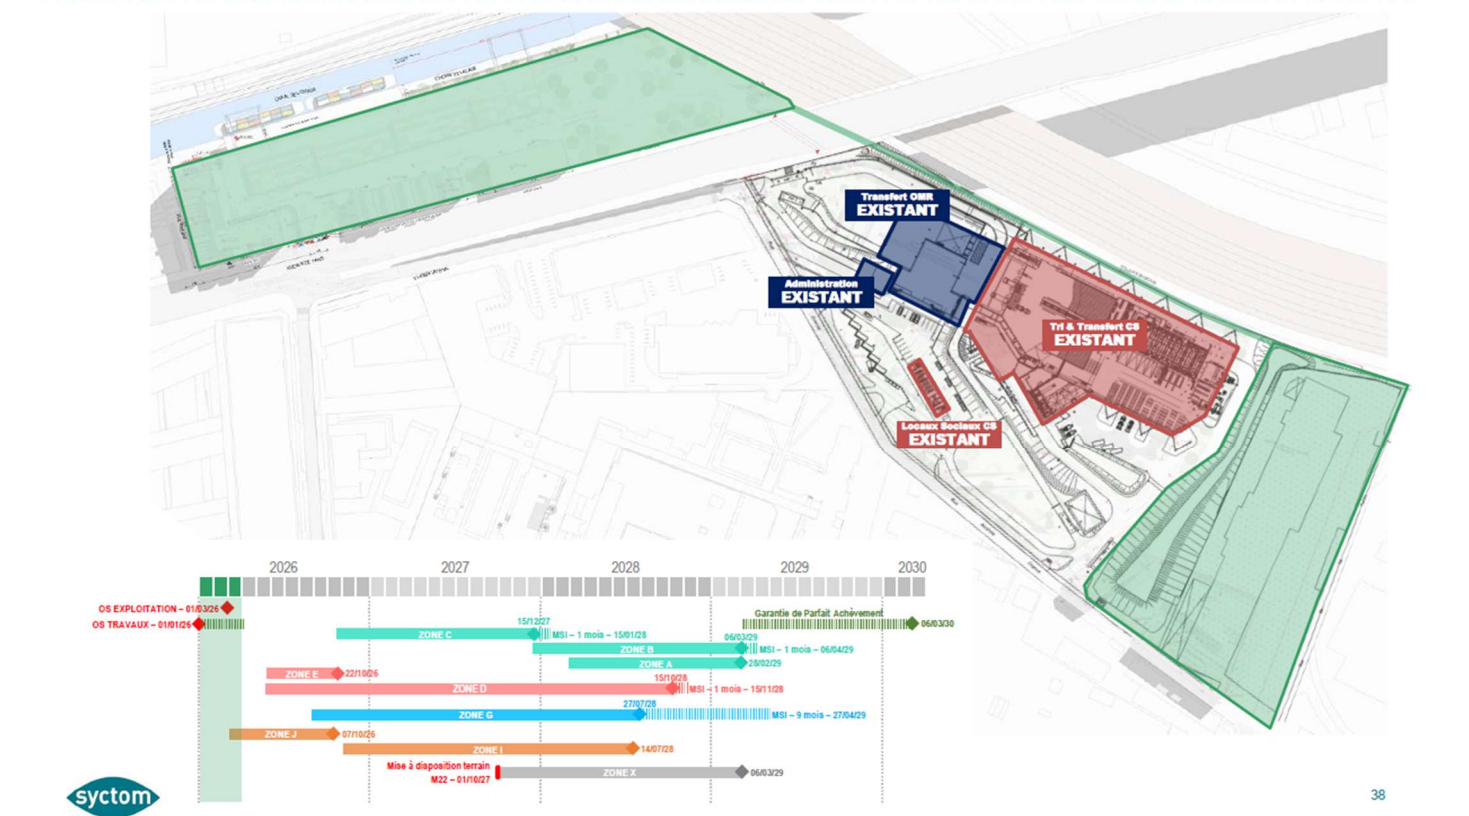 Transfert OMR
EXISTANT
Administration
EXISTANT
Tri & Transfert CS
EXISTANT
Locaux Sociaux CS
EXISTANT
2026
2027
2028
2029
2030
OS EXPLOITATION – 01/03/26
OS TRAVAUX – 01/01/26
Garantie de Parfait Achèvement
06/03/30
15/12/27
ZONE C
MSI – 1 mois – 15/01/28
06/03/29
ZONE B
MSI – 1 mois – 06/04/29
ZONE A
28/02/29
ZONE E
22/10/26
15/10/28
ZONE D
MSI – 1 mois – 15/11/28
27/07/28
ZONE G
MSI – 9 mois – 27/04/29
ZONE J
07/10/26
ZONE I
14/07/28
Mise à disposition terrain
M22 – 01/10/27
ZONE X
06/03/29
syctom
38